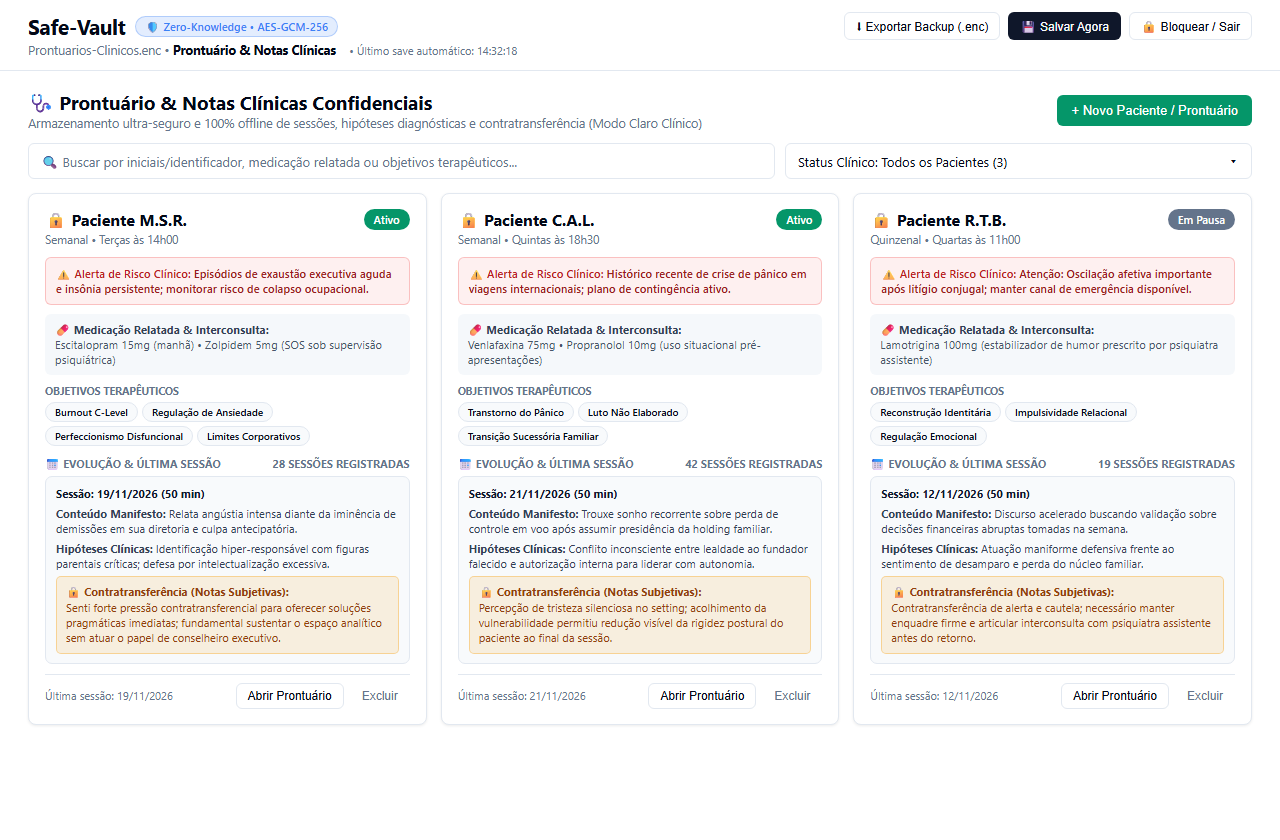 Safe-Vault
Zero-Knowledge • AES-GCM-256
Prontuarios-Clinicos.enc • Prontuário & Notas Clínicas • Último save automático: 14:32:18
⬇ Exportar Backup (.enc)
💾 Salvar Agora
🔒 Bloquear / Sair
🩺 Prontuário & Notas Clínicas Confidenciais
Armazenamento ultra-seguro e 100% offline de sessões, hipóteses diagnósticas e contratransferência (Modo Claro Clínico)
+ Novo Paciente / Prontuário
🔍 Buscar por iniciais/identificador, medicação relatada ou objetivos terapêuticos...
Status Clínico: Todos os Pacientes (3)
🔒 Paciente M.S.R.
Ativo
Semanal • Terças às 14h00
⚠️ Alerta de Risco Clínico: Episódios de exaustão executiva aguda
e insônia persistente; monitorar risco de colapso ocupacional.
💊 Medicação Relatada & Interconsulta:
Escitalopram 15mg (manhã) • Zolpidem 5mg (SOS sob supervisão
psiquiátrica)
OBJETIVOS TERAPÊUTICOS
Burnout C-Level
Regulação de Ansiedade
Perfeccionismo Disfuncional
Limites Corporativos
📅 EVOLUÇÃO & ÚLTIMA SESSÃO
28 SESSÕES REGISTRADAS
Sessão: 19/11/2026 (50 min)
Conteúdo Manifesto: Relata angústia intensa diante da iminência de
demissões em sua diretoria e culpa antecipatória.
Hipóteses Clínicas: Identificação hiper-responsável com figuras
parentais críticas; defesa por intelectualização excessiva.
🔒 Contratransferência (Notas Subjetivas):
Senti forte pressão contratransferencial para oferecer soluções
pragmáticas imediatas; fundamental sustentar o espaço analítico
sem atuar o papel de conselheiro executivo.
Última sessão: 19/11/2026
Abrir Prontuário
Excluir
🔒 Paciente C.A.L.
Ativo
Semanal • Quintas às 18h30
⚠️ Alerta de Risco Clínico: Histórico recente de crise de pânico em
viagens internacionais; plano de contingência ativo.
💊 Medicação Relatada & Interconsulta:
Venlafaxina 75mg • Propranolol 10mg (uso situacional pré-
apresentações)
OBJETIVOS TERAPÊUTICOS
Transtorno do Pânico
Luto Não Elaborado
Transição Sucessória Familiar
📅 EVOLUÇÃO & ÚLTIMA SESSÃO
42 SESSÕES REGISTRADAS
Sessão: 21/11/2026 (50 min)
Conteúdo Manifesto: Trouxe sonho recorrente sobre perda de
controle em voo após assumir presidência da holding familiar.
Hipóteses Clínicas: Conflito inconsciente entre lealdade ao fundador
falecido e autorização interna para liderar com autonomia.
🔒 Contratransferência (Notas Subjetivas):
Percepção de tristeza silenciosa no setting; acolhimento da
vulnerabilidade permitiu redução visível da rigidez postural do
paciente ao final da sessão.
Última sessão: 21/11/2026
Abrir Prontuário
Excluir
🔒 Paciente R.T.B.
Em Pausa
Quinzenal • Quartas às 11h00
⚠️ Alerta de Risco Clínico: Atenção: Oscilação afetiva importante
após litígio conjugal; manter canal de emergência disponível.
💊 Medicação Relatada & Interconsulta:
Lamotrigina 100mg (estabilizador de humor prescrito por psiquiatra
assistente)
OBJETIVOS TERAPÊUTICOS
Reconstrução Identitária
Impulsividade Relacional
Regulação Emocional
📅 EVOLUÇÃO & ÚLTIMA SESSÃO
19 SESSÕES REGISTRADAS
Sessão: 12/11/2026 (50 min)
Conteúdo Manifesto: Discurso acelerado buscando validação sobre
decisões financeiras abruptas tomadas na semana.
Hipóteses Clínicas: Atuação maniforme defensiva frente ao
sentimento de desamparo e perda do núcleo familiar.
🔒 Contratransferência (Notas Subjetivas):
Contratransferência de alerta e cautela; necessário manter
enquadre firme e articular interconsulta com psiquiatra assistente
antes do retorno.
Última sessão: 12/11/2026
Abrir Prontuário
Excluir